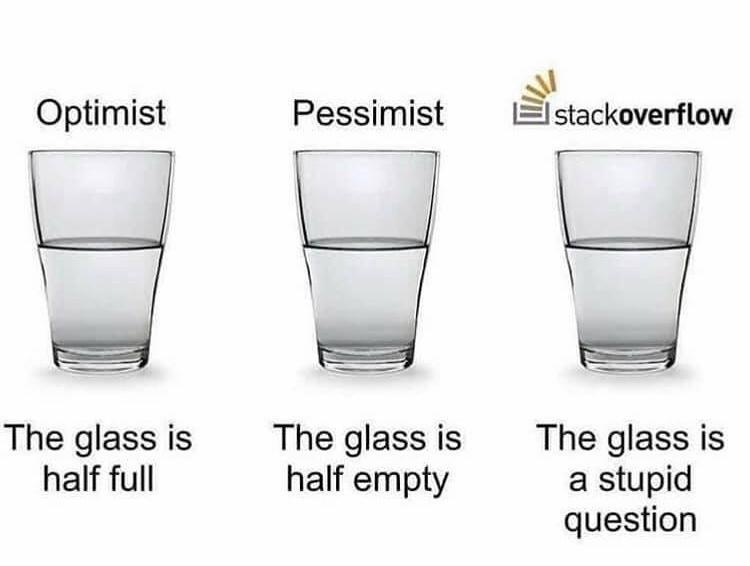 Optimist
Pessimist
stackoverflow
The glass is
half full
The glass is
half empty
The glass is
a stupid
question